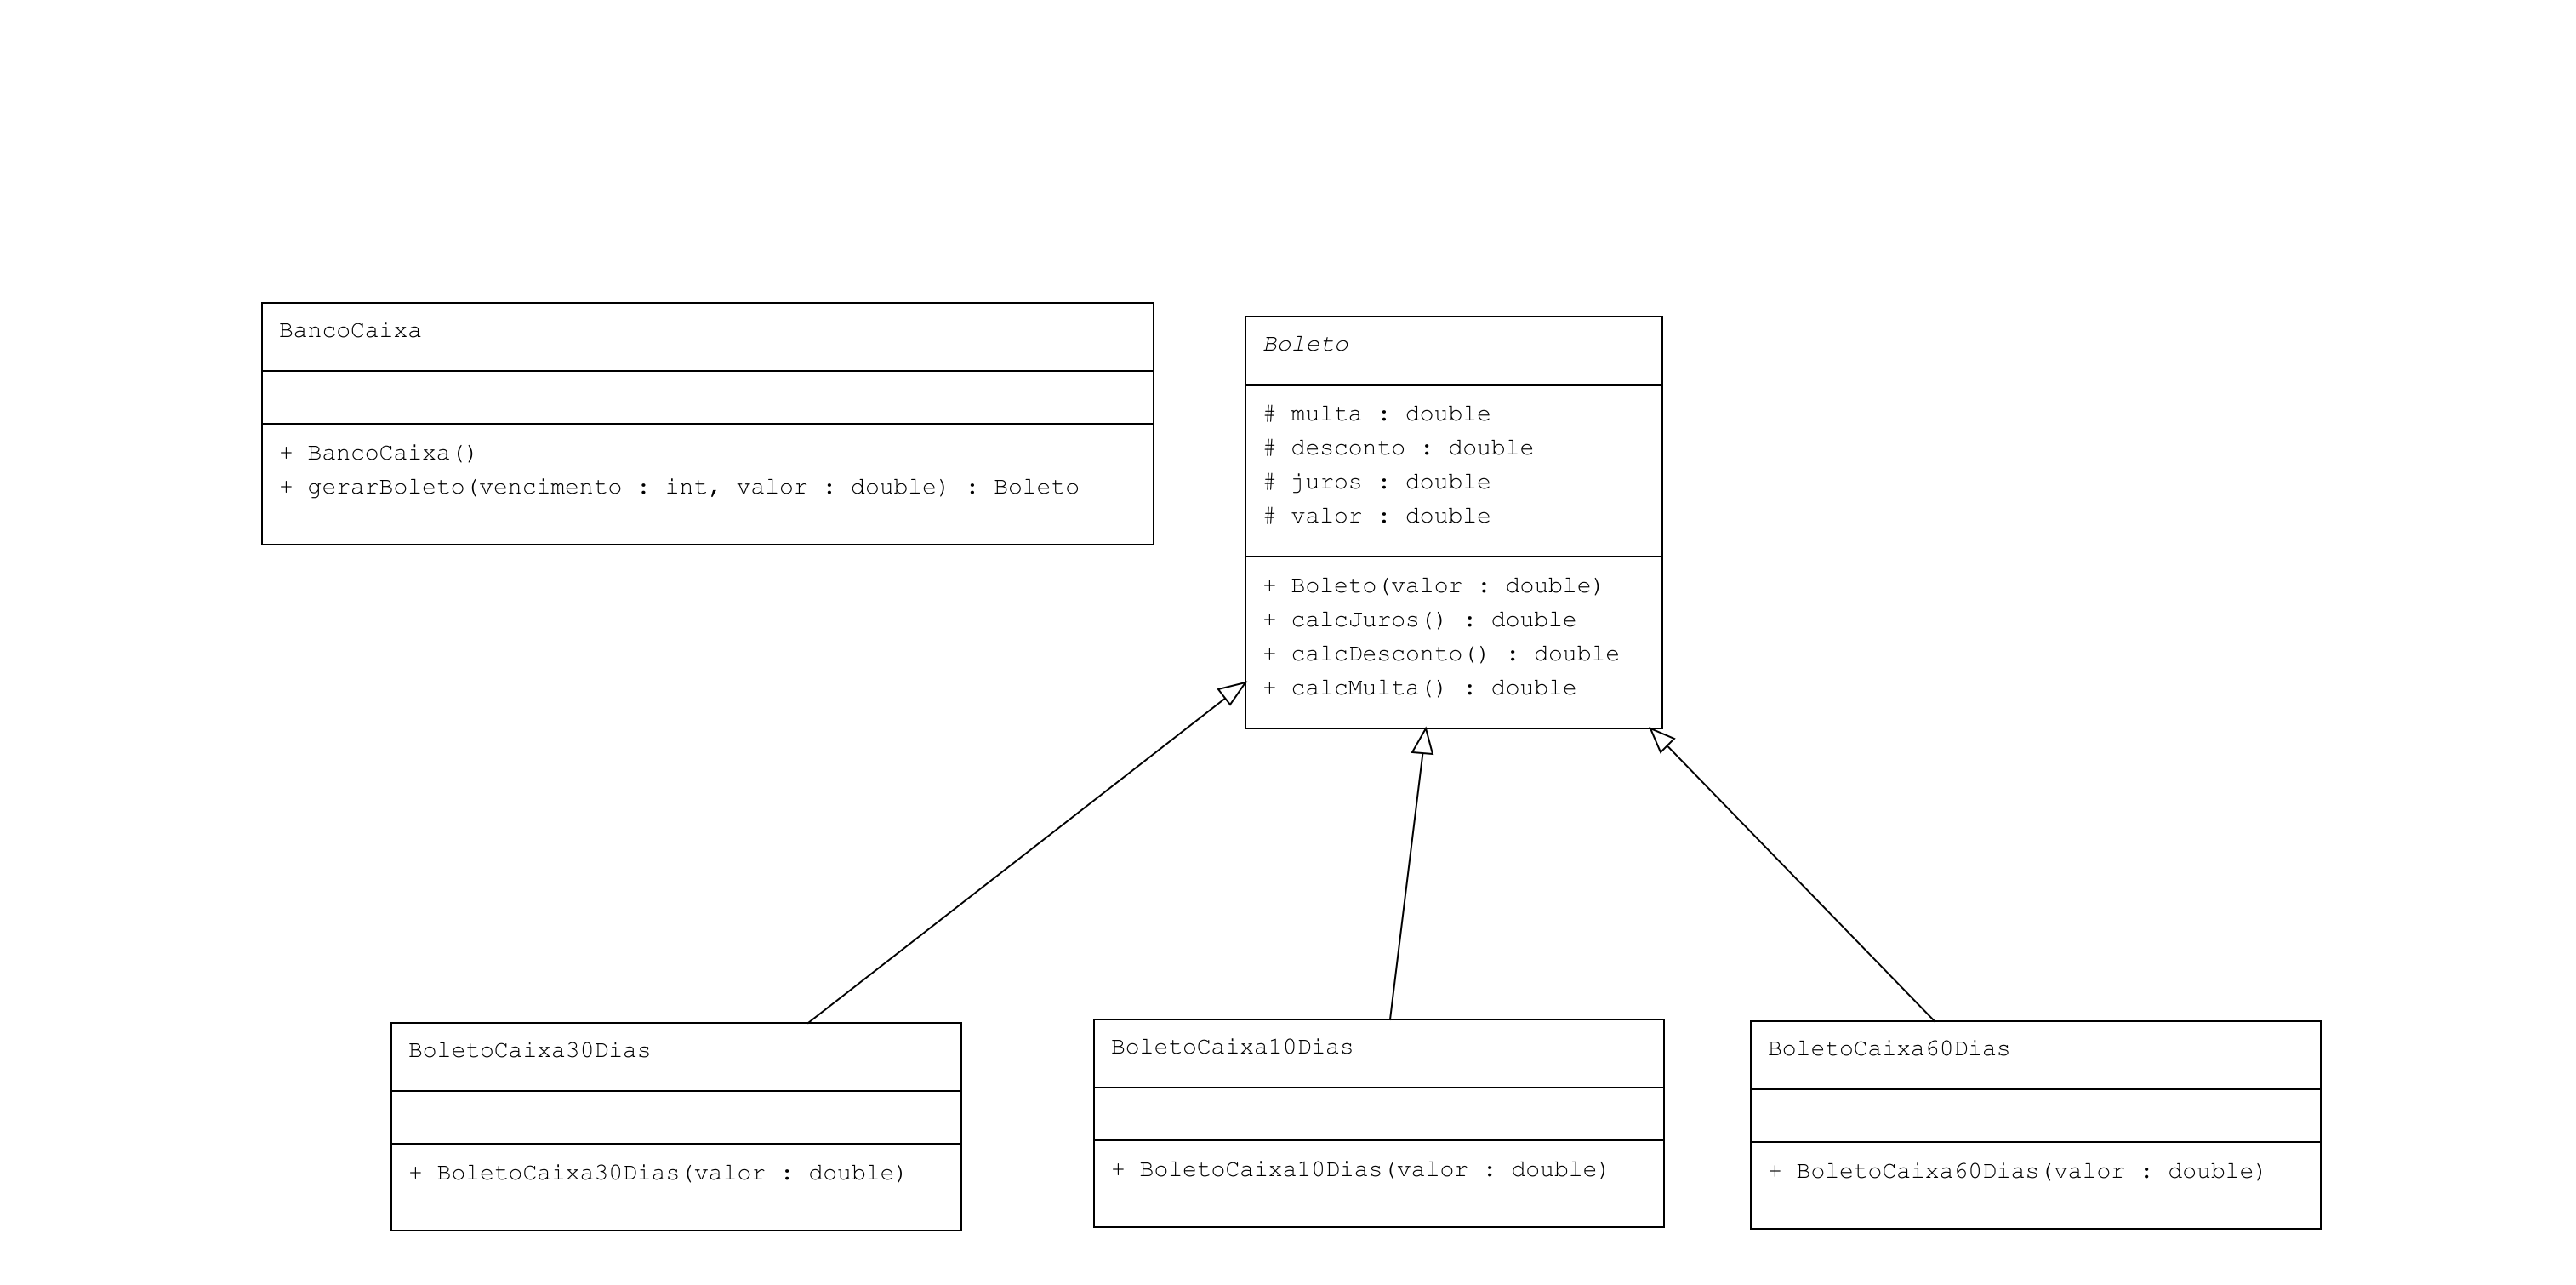 BancoCaixa
+ BancoCaixa()
+ gerarBoleto(vencimento : int, valor : double) : Boleto
Boleto
# multa : double
# desconto : double
# juros : double
# valor : double
+ Boleto(valor : double)
+ calcJuros() : double
+ calcDesconto() : double
+ calcMulta() : double
BoletoCaixa30Dias
+ BoletoCaixa30Dias(valor : double)
BoletoCaixa10Dias
+ BoletoCaixa10Dias(valor : double)
BoletoCaixa60Dias
+ BoletoCaixa60Dias(valor : double)